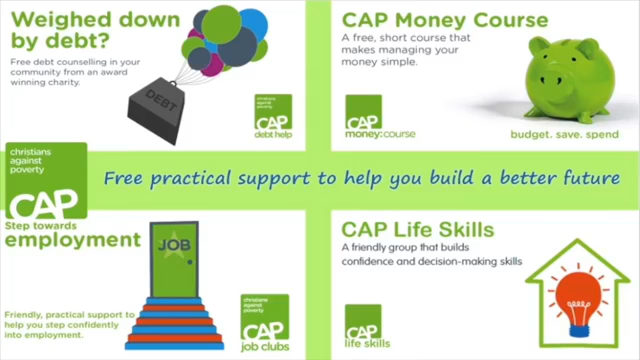 Weighed down
by debt?
Free debt counselling in your
community from an award
winning charity.
DEBT
christians
against
poverty
CAP
debt help
CAP Money Course
A free, short course that
makes managing your
money simple.
CAP
money:course
budget. save. spend
christians
against
poverty
CAP
Free practical support to help you build a better future
Step towards
employment
JOB
Friendly, practical support to
help you step confidently
into employment.
christians
against
poverty
CAP
job clubs
CAP Life Skills
A friendly group that builds
confidence and decision-making skills
CAP
life skills